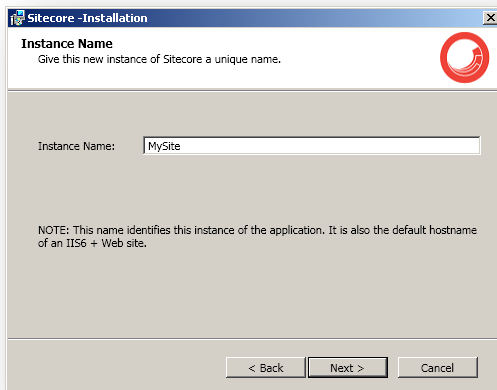 Sitecore -Installation
Instance Name
Give this new instance of Sitecore a unique name.
Instance Name: MySite
NOTE: This name identifies this instance of the application. It is also the default hostname
of an IIS6 + Web site.
< Back Next > Cancel